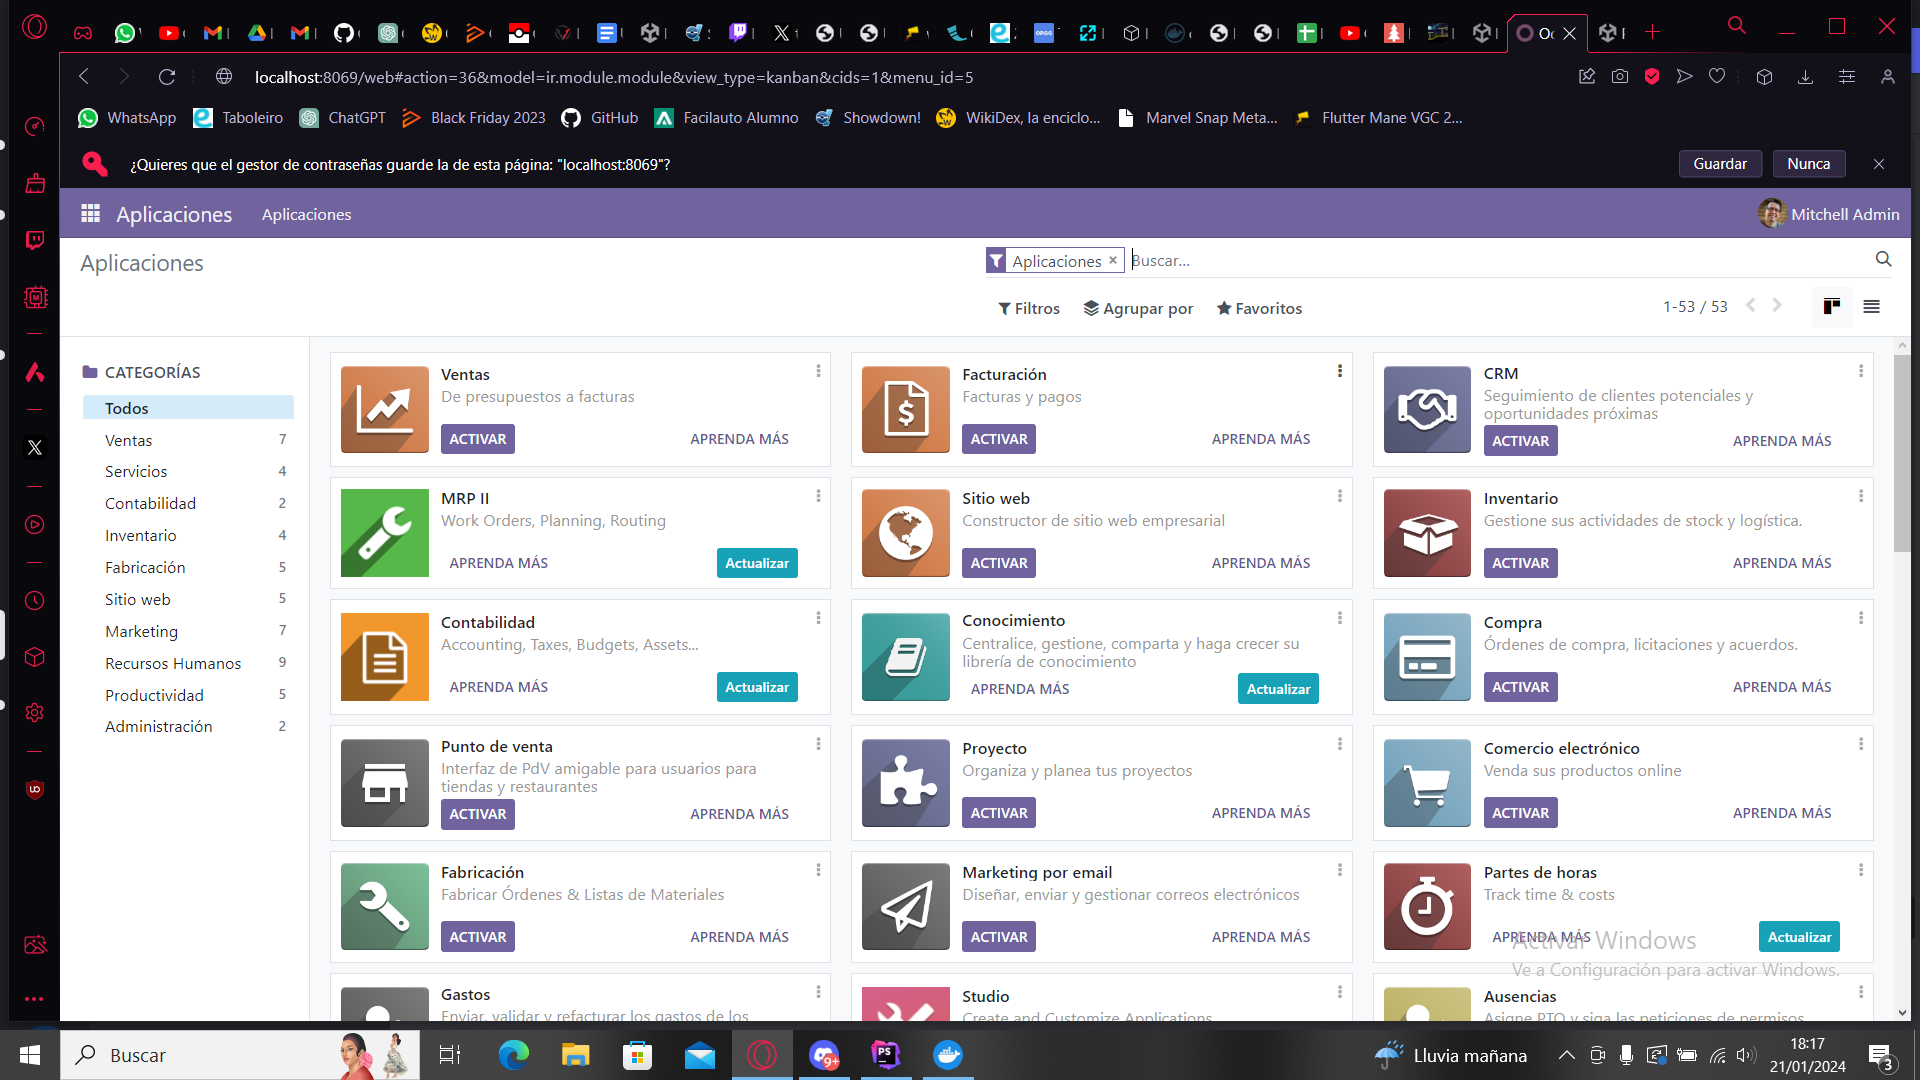 localhost:8069/web#action=36&model=ir.module.module&view_type=kanban&cids=1&menu_id=5
WhatsApp
Taboleiro
ChatGPT
Black Friday 2023
GitHub
Facilauto Alumno
Showdown!
WikiDex, la enciclo...
Marvel Snap Meta...
Flutter Mane VGC 2...
¿Quieres que el gestor de contraseñas guarde la de esta página: "localhost:8069"?
Guardar
Nunca
Aplicaciones
Aplicaciones
Mitchell Admin
Aplicaciones
Aplicaciones ×
Buscar...
Filtros
Agrupar por
Favoritos
1-53 / 53
CATEGORÍAS
Todos
Ventas 7
Servicios 4
Contabilidad 2
Inventario 4
Fabricación 5
Sitio web 5
Marketing 7
Recursos Humanos 9
Productividad 5
Administración 2
Ventas
De presupuestos a facturas
ACTIVAR
APRENDA MÁS
Facturación
Facturas y pagos
ACTIVAR
APRENDA MÁS
CRM
Seguimiento de clientes potenciales y
oportunidades próximas
ACTIVAR
APRENDA MÁS
MRP II
Work Orders, Planning, Routing
APRENDA MÁS
Actualizar
Sitio web
Constructor de sitio web empresarial
ACTIVAR
APRENDA MÁS
Inventario
Gestione sus actividades de stock y logística.
ACTIVAR
APRENDA MÁS
Contabilidad
Accounting, Taxes, Budgets, Assets...
APRENDA MÁS
Actualizar
Conocimiento
Centralice, gestione, comparta y haga crecer su
librería de conocimiento
APRENDA MÁS
Actualizar
Compra
Órdenes de compra, licitaciones y acuerdos.
ACTIVAR
APRENDA MÁS
Punto de venta
Interfaz de PdV amigable para usuarios para
tiendas y restaurantes
ACTIVAR
APRENDA MÁS
Proyecto
Organiza y planea tus proyectos
ACTIVAR
APRENDA MÁS
Comercio electrónico
Venda sus productos online
ACTIVAR
APRENDA MÁS
Fabricación
Fabricar Órdenes & Listas de Materiales
ACTIVAR
APRENDA MÁS
Marketing por email
Diseñar, enviar y gestionar correos electrónicos
ACTIVAR
APRENDA MÁS
Partes de horas
Track time & costs
APRENDA MÁS
Actualizar
Activar Windows
Ve a Configuración para activar Windows.
Gastos
Enviar, validar y refacturar los gastos de los
Studio
Create and Customize Applications
Ausencias
Asigne PTO y siga las peticiones de permisos
Buscar
9+
PS
Lluvia mañana
18:17
21/01/2024
3